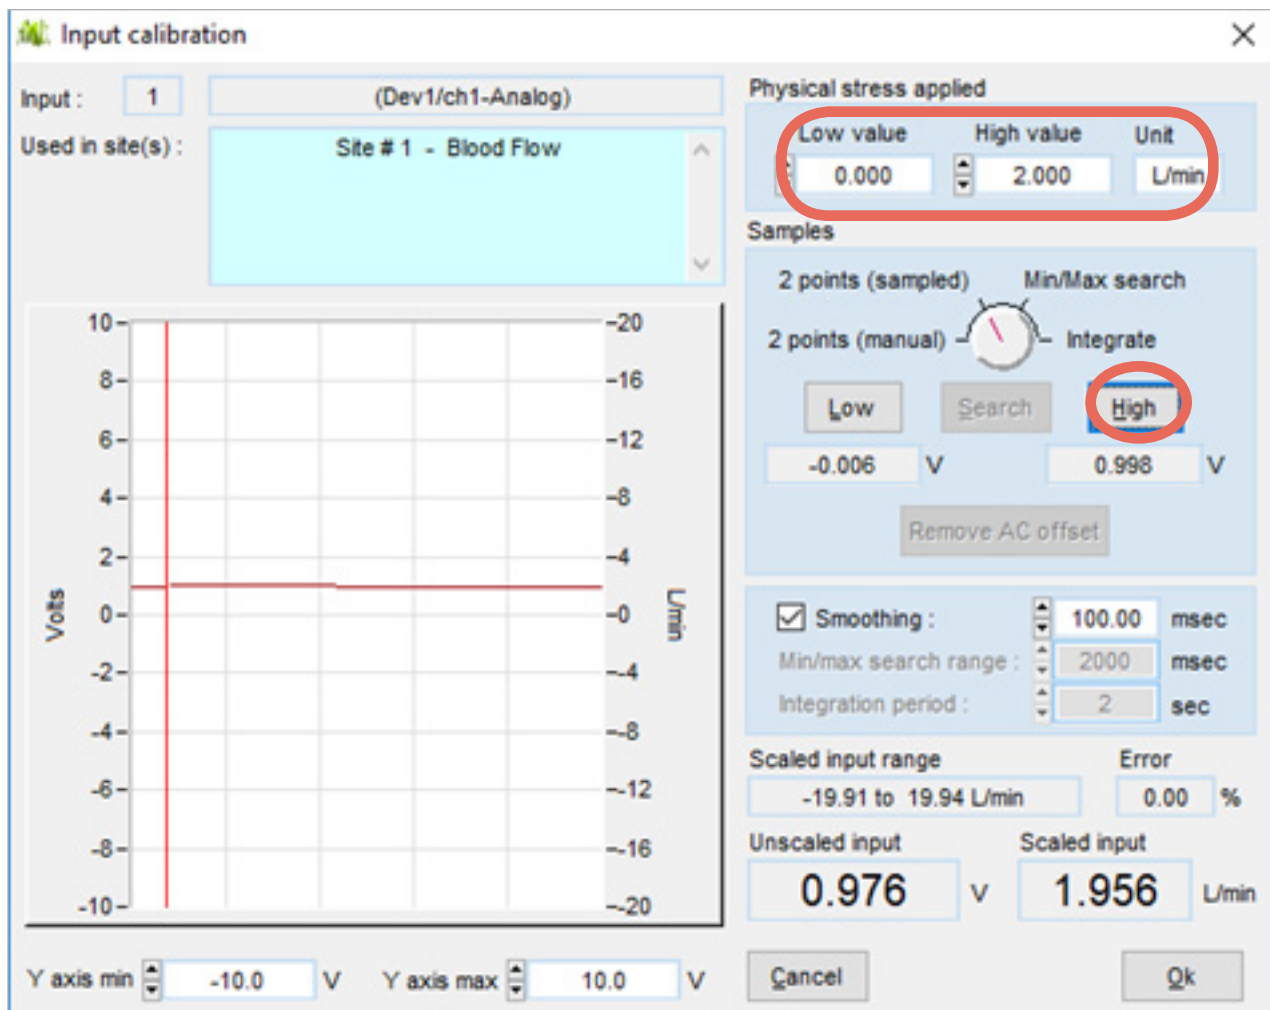 Input calibration
Input : 1 (Dev1/ch1-Analog)
Used in site(s) : Site # 1 - Blood Flow
Physical stress applied
Low value High value Unit
0.000 2.000 L/min
Samples
2 points (sampled) Min/Max search
2 points (manual) Integrate
Low Search High
-0.006 V 0.998 V
Remove AC offset
Smoothing : 100.00 msec
Min/max search range : 2000 msec
Integration period : 2 sec
Scaled input range Error
-19.91 to 19.94 L/min 0.00 %
Unscaled input Scaled input
0.976 V 1.956 L/min
Cancel Ok
10 20
8 16
6 12
4 8
2 4
0 0
-2 -4
-4 -8
-6 -12
-8 -16
-10 -20
Volts
L/min
Y axis min -10.0 V Y axis max 10.0 V